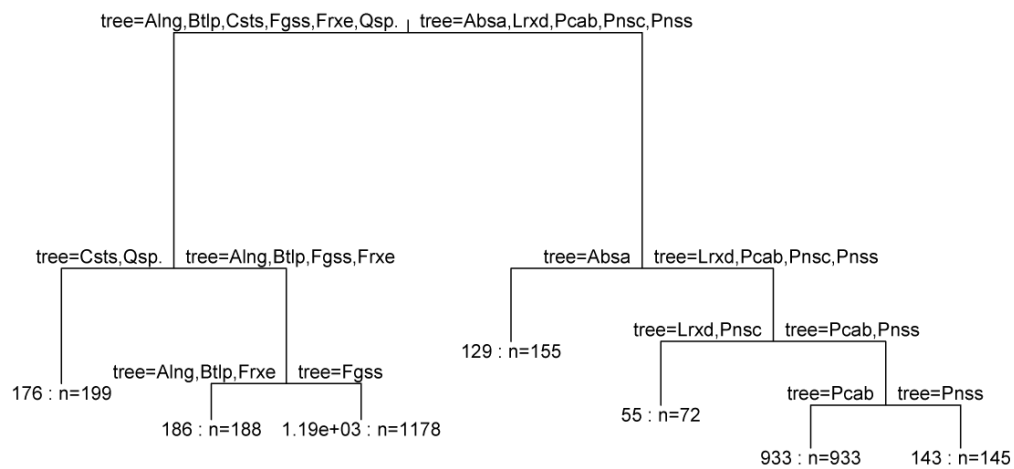 tree=Alng,Btlp,Csts,Fgss,Frxe,Qsp. tree=Absa,Lrxd,Pcab,Pnsc,Pnss
tree=Csts,Qsp. tree=Alng,Btlp,Fgss,Frxe tree=Absa tree=Lrxd,Pcab,Pnsc,Pnss
tree=Lrxd,Pnsc tree=Pcab,Pnss
129 : n=155
tree=Alng,Btlp,Frxe tree=Fgss
176 : n=199 tree=Pcab tree=Pnss
55 : n=72
186 : n=188 1.19e+03 : n=1178
933 : n=933 143 : n=145